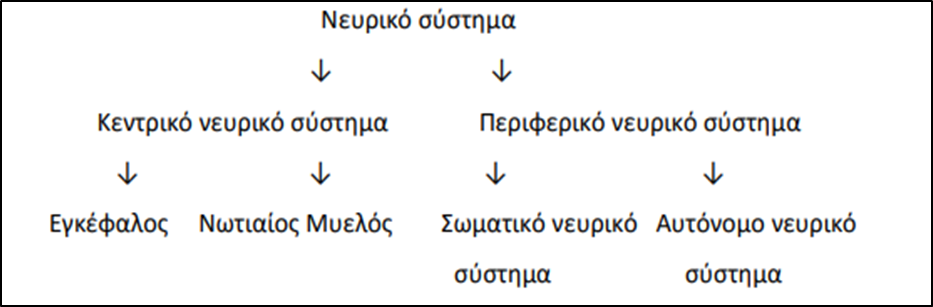 Νευρικό σύστημα
↓ ↓
Κεντρικό νευρικό σύστημα Περιφερικό νευρικό σύστημα
↓ ↓ ↓ ↓
Εγκέφαλος Νωτιαίος Μυελός Σωματικό νευρικό Αυτόνομο νευρικό
σύστημα σύστημα